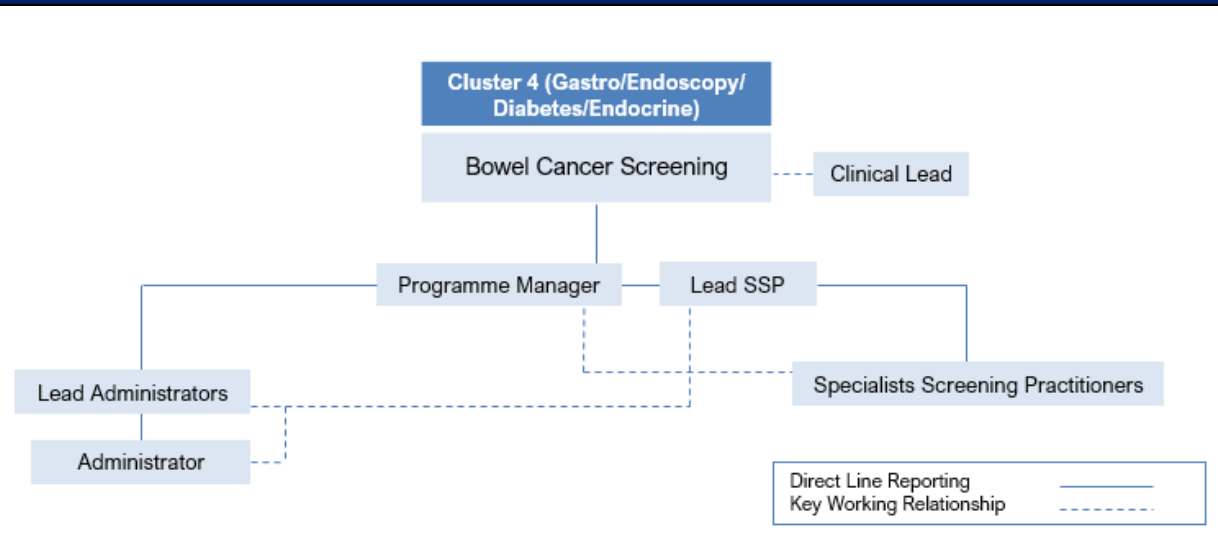 Cluster 4 (Gastro/Endoscopy/
Diabetes/Endocrine)
Bowel Cancer Screening
Clinical Lead
Programme Manager
Lead SSP
Lead Administrators
Specialists Screening Practitioners
Administrator
Direct Line Reporting
Key Working Relationship